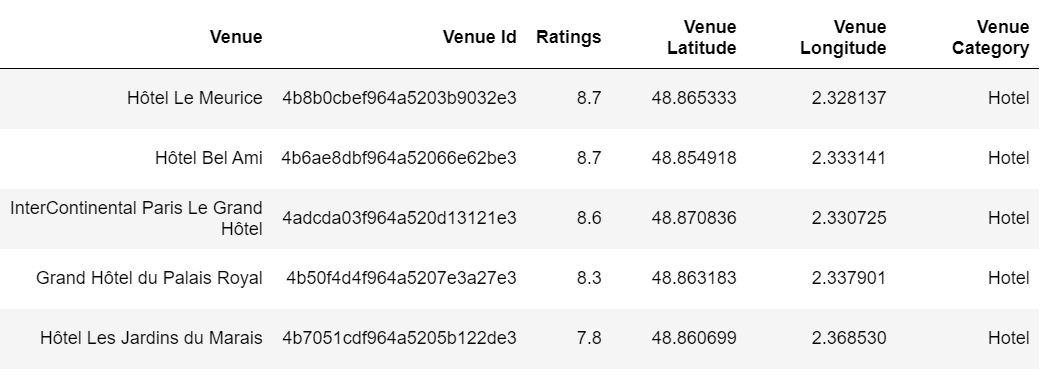 Venue Venue Id Ratings Venue Latitude Venue Longitude Venue Category
Hôtel Le Meurice 4b8b0cbef964a5203b9032e3 8.7 48.865333 2.328137 Hotel
Hôtel Bel Ami 4b6ae8dbf964a52066e62be3 8.7 48.854918 2.333141 Hotel
InterContinental Paris Le Grand Hôtel 4adcda03f964a520d13121e3 8.6 48.870836 2.330725 Hotel
Grand Hôtel du Palais Royal 4b50f4d4f964a5207e3a27e3 8.3 48.863183 2.337901 Hotel
Hôtel Les Jardins du Marais 4b7051cdf964a5205b122de3 7.8 48.860699 2.368530 Hotel